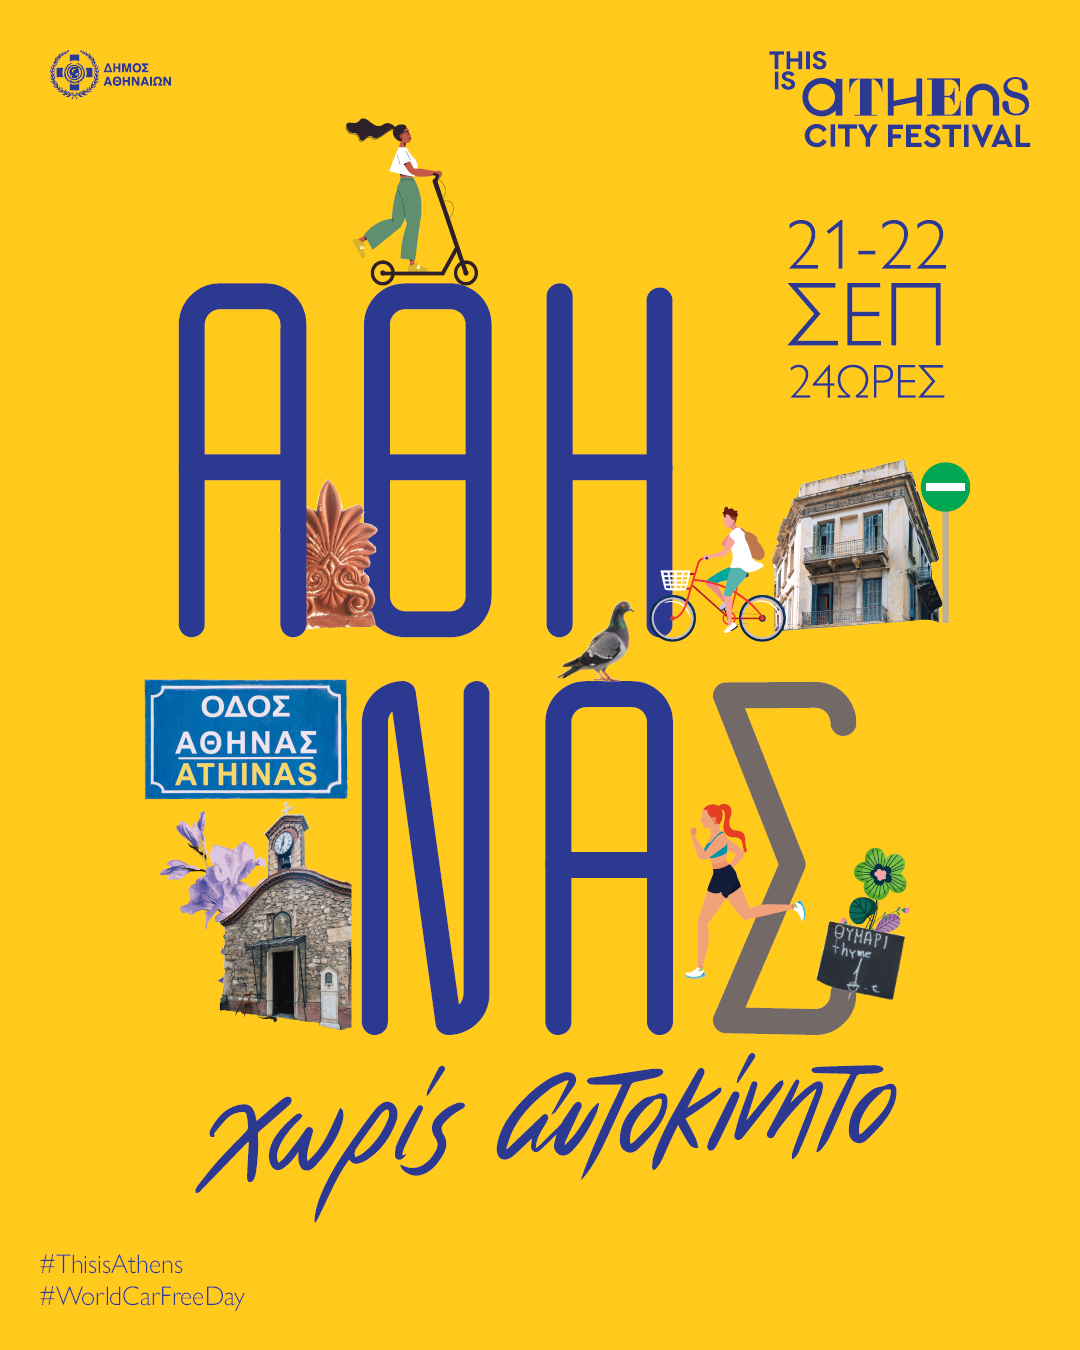 ΔΗΜΟΣ
ΑΘΗΝΑΙΩΝ
THIS
IS ATHENS
CITY FESTIVAL
21-22
ΣΕΠ
24ΩΡΕΣ
ΑΘΗ
ΝΑΣ
ΟΔΟΣ
ΑΘΗΝΑΣ
ATHINAS
ΘΥΜΑΡΙ
thyme
χωρίς αυτοκίνητο
#ThisisAthens
#WorldCarFreeDay